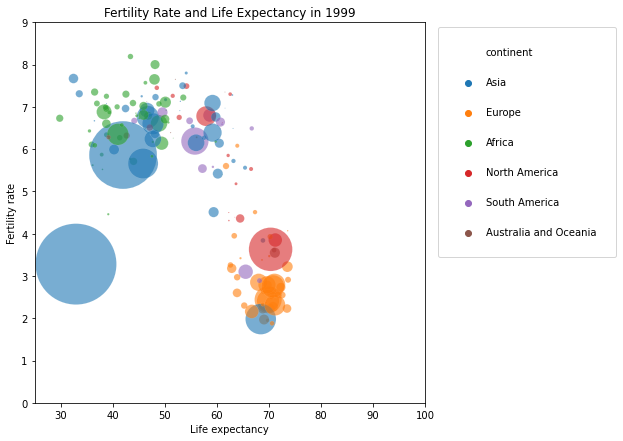 Fertility Rate and Life Expectancy in 1999
9
8
7
6
5
4
3
2
1
0
Fertility rate
30 40 50 60 70 80 90 100
Life expectancy
continent
Asia
Europe
Africa
North America
South America
Australia and Oceania